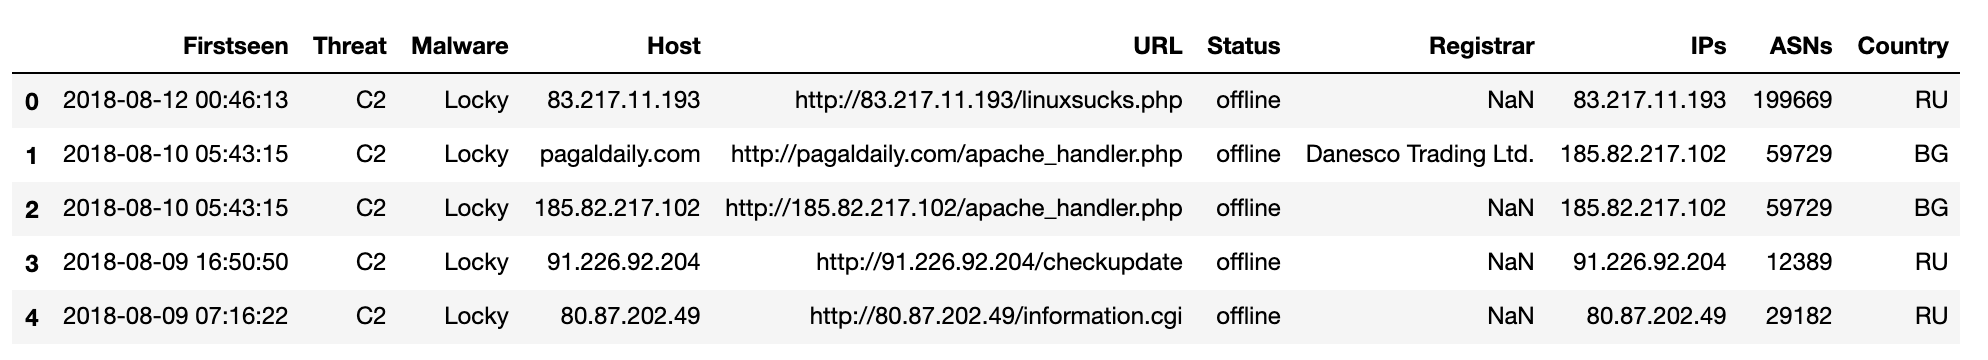 Firstseen Threat Malware Host URL Status Registrar IPs ASNs Country
0 2018-08-12 00:46:13 C2 Locky 83.217.11.193 http://83.217.11.193/linuxsucks.php offline NaN 83.217.11.193 199669 RU
1 2018-08-10 05:43:15 C2 Locky pagaldaily.com http://pagaldaily.com/apache_handler.php offline Danesco Trading Ltd. 185.82.217.102 59729 BG
2 2018-08-10 05:43:15 C2 Locky 185.82.217.102 http://185.82.217.102/apache_handler.php offline NaN 185.82.217.102 59729 BG
3 2018-08-09 16:50:50 C2 Locky 91.226.92.204 http://91.226.92.204/checkupdate offline NaN 91.226.92.204 12389 RU
4 2018-08-09 07:16:22 C2 Locky 80.87.202.49 http://80.87.202.49/information.cgi offline NaN 80.87.202.49 29182 RU